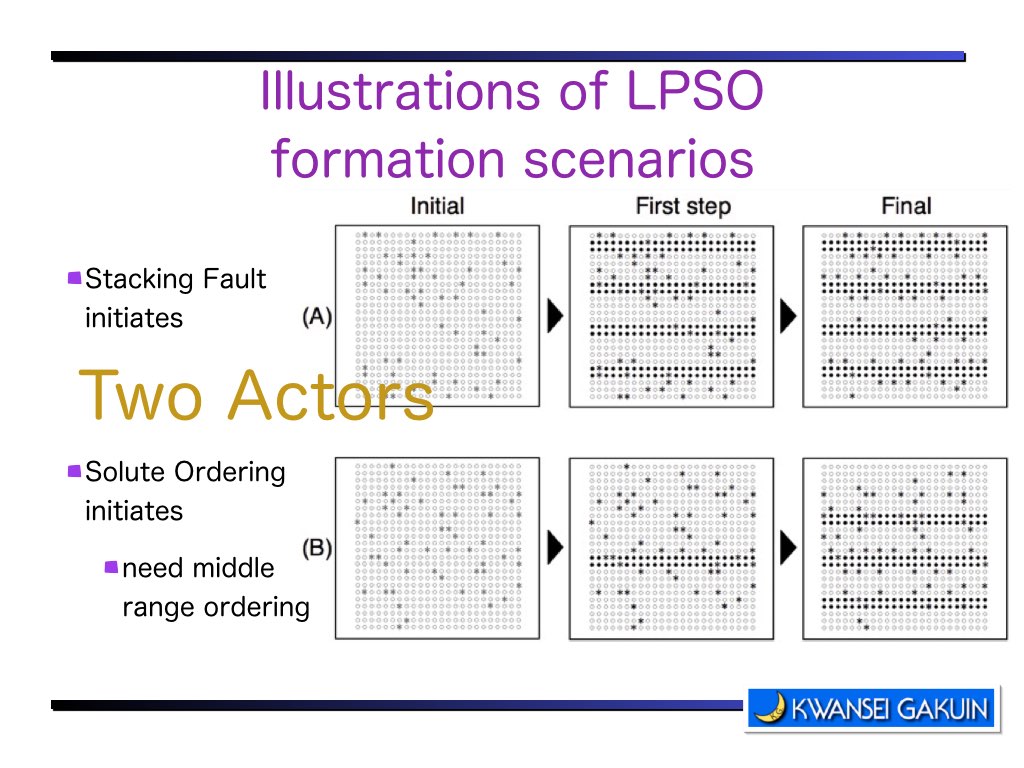 Illustrations of LPSO
formation scenarios
Initial
First step
Final
Stacking Fault
initiates
(A)
Two Actors
Solute Ordering
initiates
(B)
need middle
range ordering
KWANSEI GAKUIN